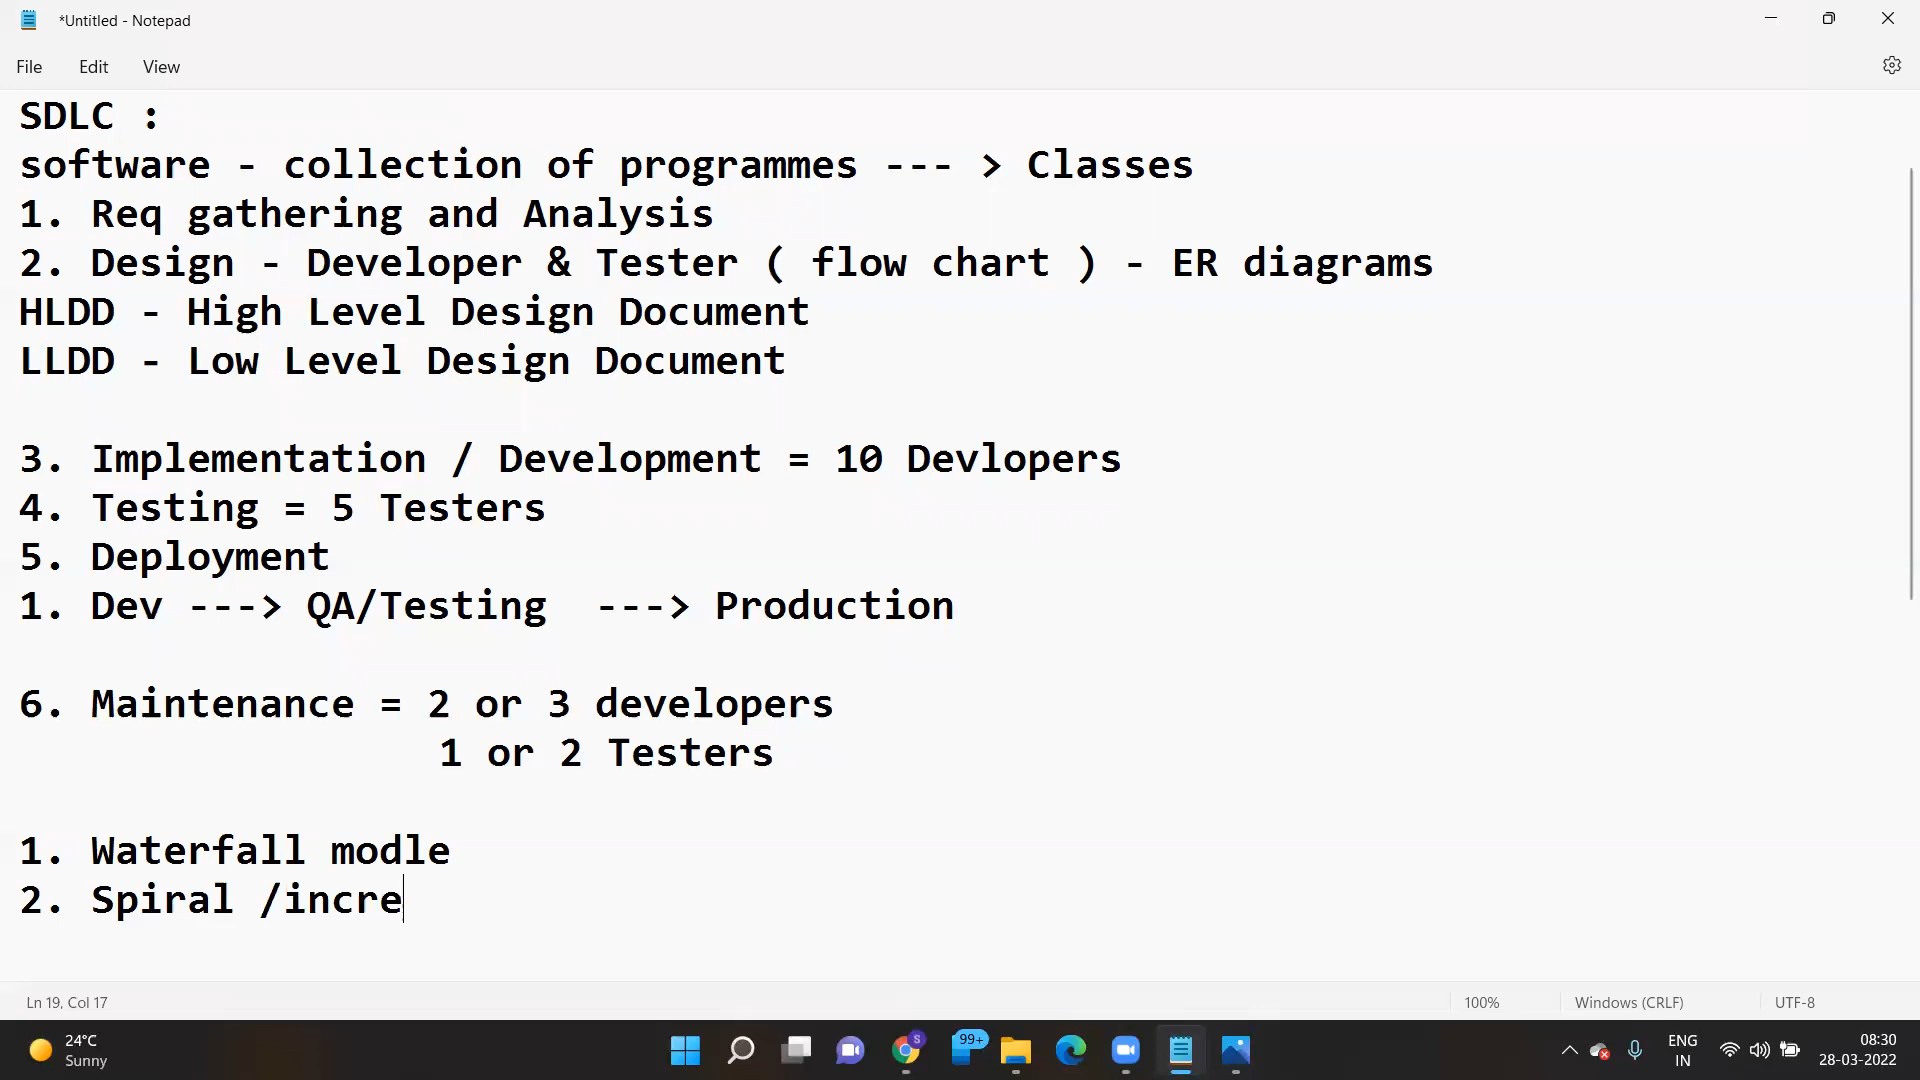 *Untitled - Notepad
File Edit View
SDLC :
software - collection of programmes --- > Classes
1. Req gathering and Analysis
2. Design - Developer & Tester ( flow chart ) - ER diagrams
HLDD - High Level Design Document
LLDD - Low Level Design Document
3. Implementation / Development = 10 Devlopers
4. Testing = 5 Testers
5. Deployment
1. Dev ---> QA/Testing ---> Production
6. Maintenance = 2 or 3 developers
1 or 2 Testers
1. Waterfall modle
2. Spiral /incre
Ln 19, Col 17 100% Windows (CRLF) UTF-8
24°C
Sunny
S
99+
ENG
IN
08:30
28-03-2022